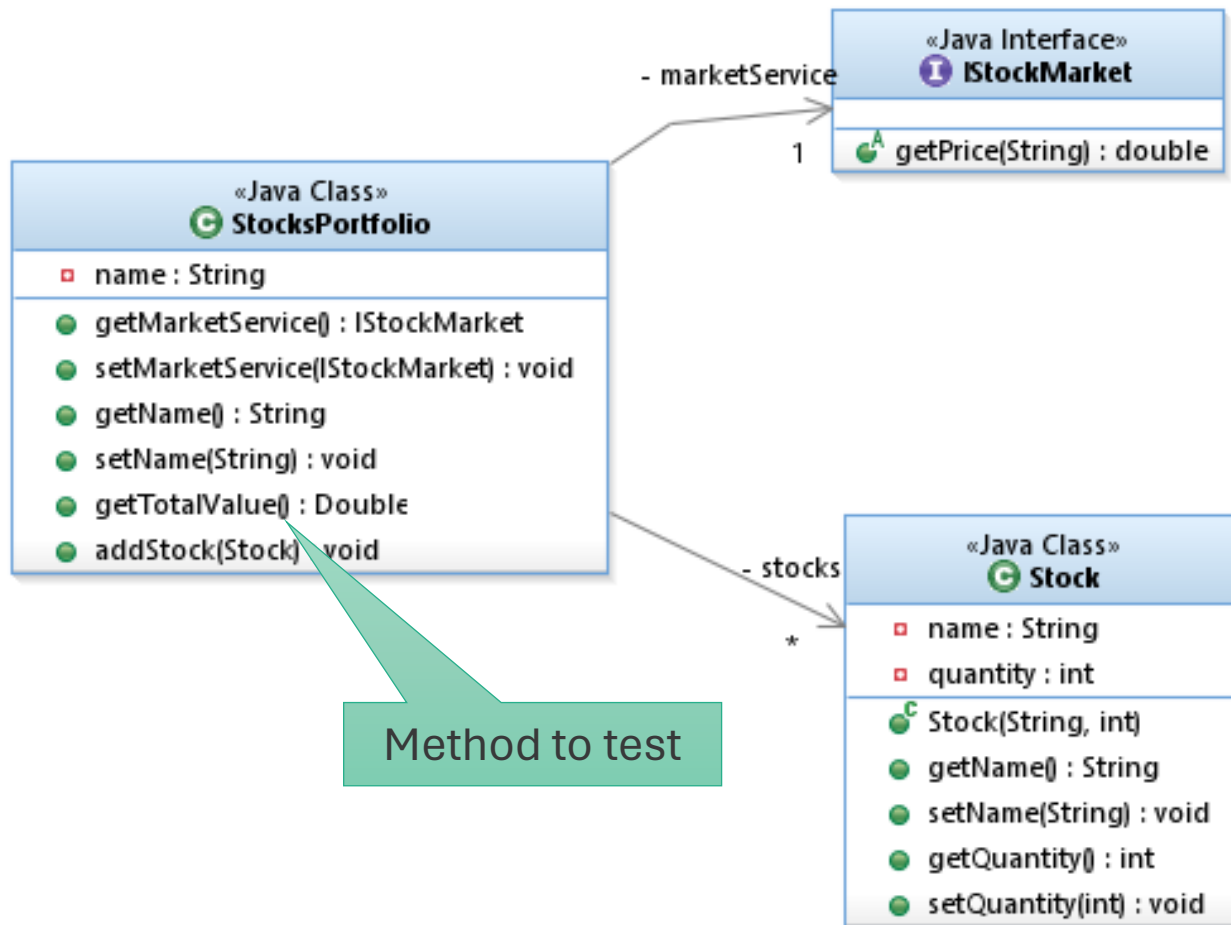 «Java Interface»
I IStockMarket
- marketService
1
A getPrice(String) : double
«Java Class»
C StocksPortfolio
name : String
getMarketService() : IStockMarket
setMarketService(IStockMarket) : void
getName() : String
setName(String) : void
getTotalValue() : Double
addStock(Stock) : void
- stocks
*
Method to test
«Java Class»
C Stock
name : String
quantity : int
C Stock(String, int)
getName() : String
setName(String) : void
getQuantity() : int
setQuantity(int) : void